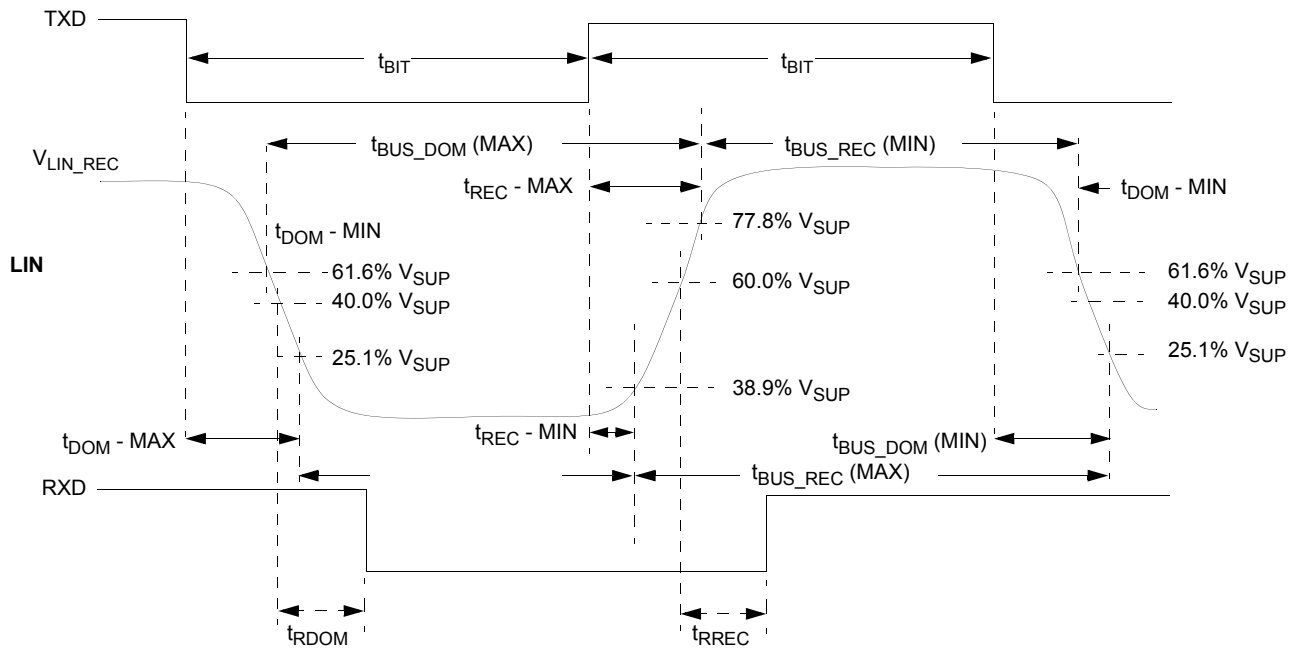 TXD
tBIT
tBIT
tBUS_DOM (MAX)
tBUS_REC (MIN)
VLIN_REC
tREC - MAX
tDOM - MIN
77.8% VSUP
tDOM - MIN
LIN
61.6% VSUP
60.0% VSUP
61.6% VSUP
40.0% VSUP
40.0% VSUP
25.1% VSUP
25.1% VSUP
38.9% VSUP
tDOM - MAX
tREC - MIN
tBUS_DOM (MIN)
tBUS_REC (MAX)
RXD
tRDOM
tRREC